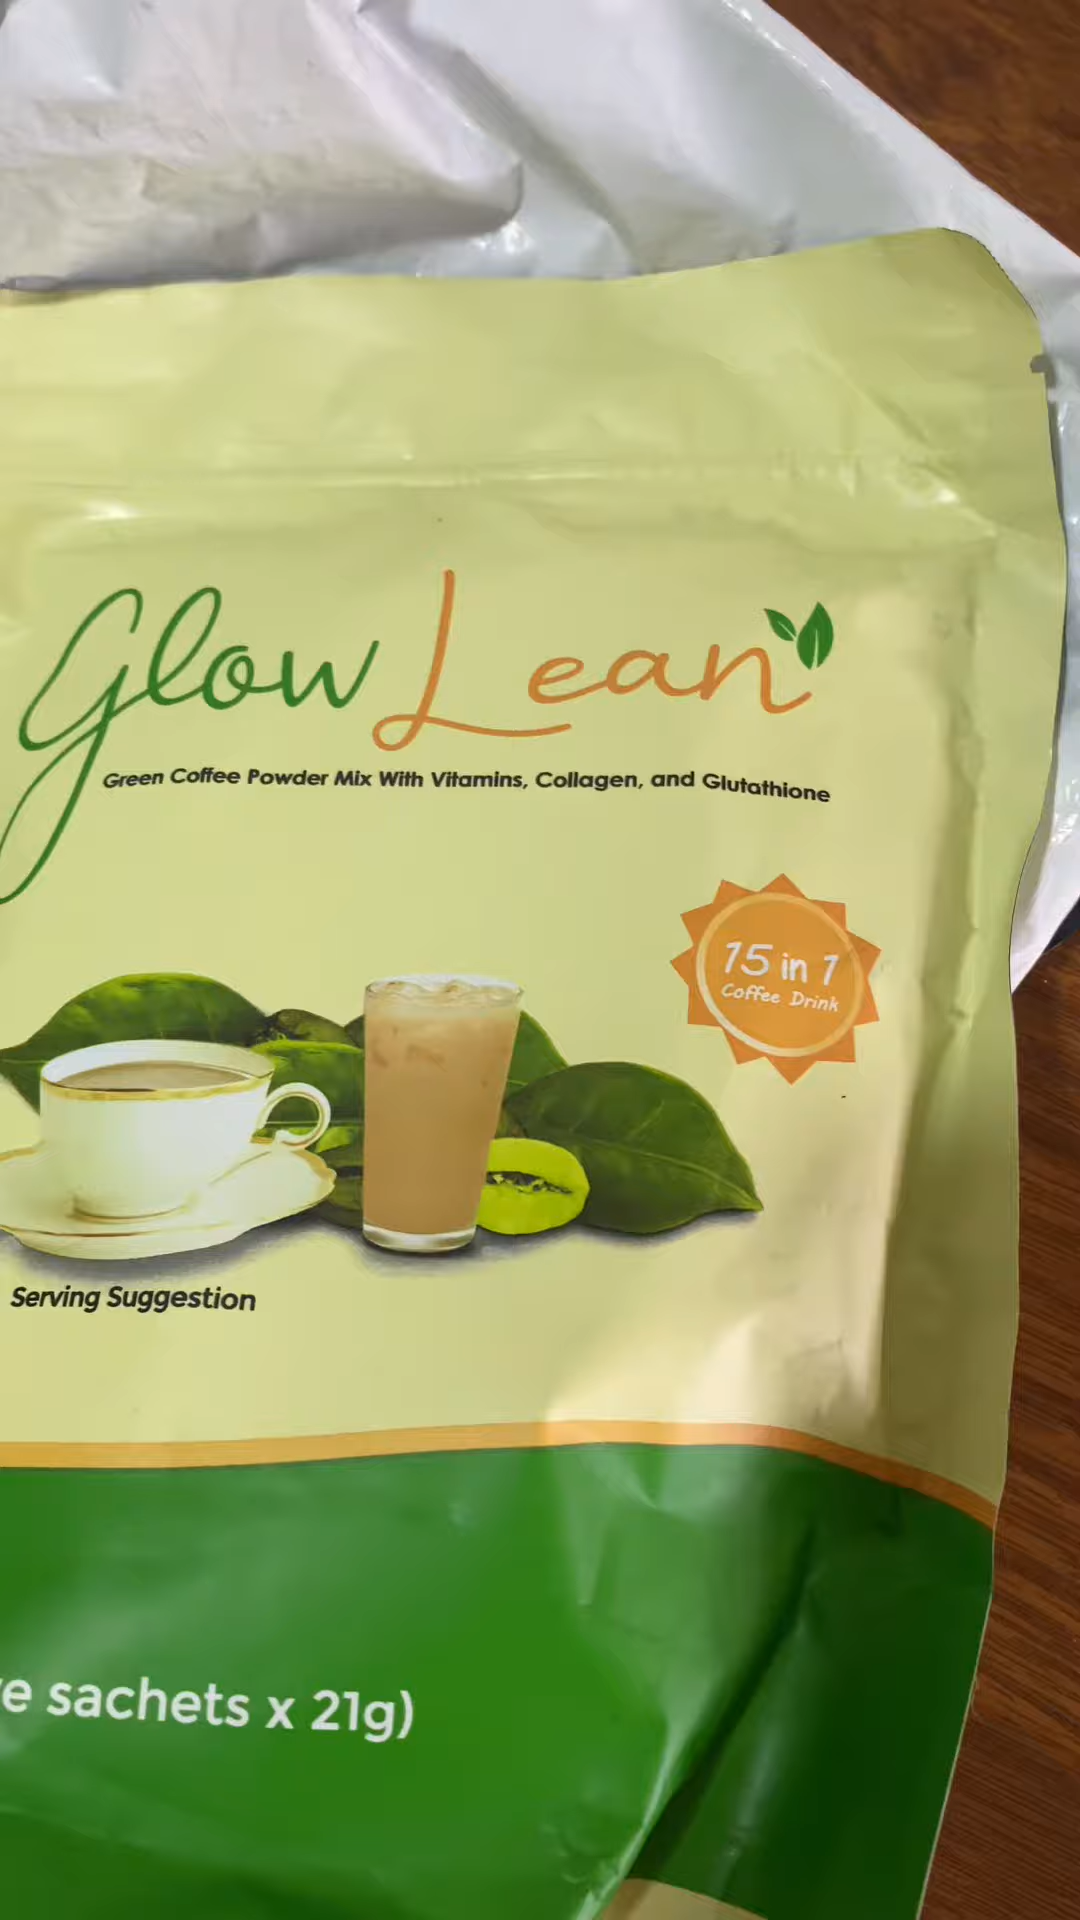 Glow Lean
Green Coffee Powder Mix With Vitamins, Collagen, and Glutathione
15 in 1
Coffee Drink
Serving Suggestion
sachets x 21g)